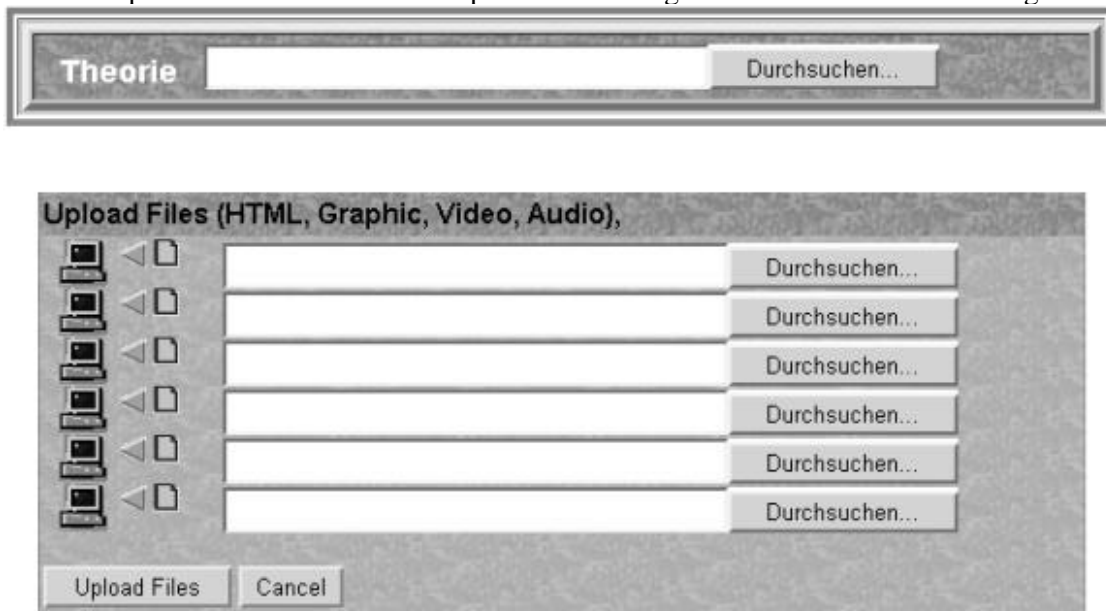 Theorie Durchsuchen...
Upload Files (HTML, Graphic, Video, Audio),
Durchsuchen...
Durchsuchen...
Durchsuchen...
Durchsuchen...
Durchsuchen...
Durchsuchen...
Upload Files Cancel